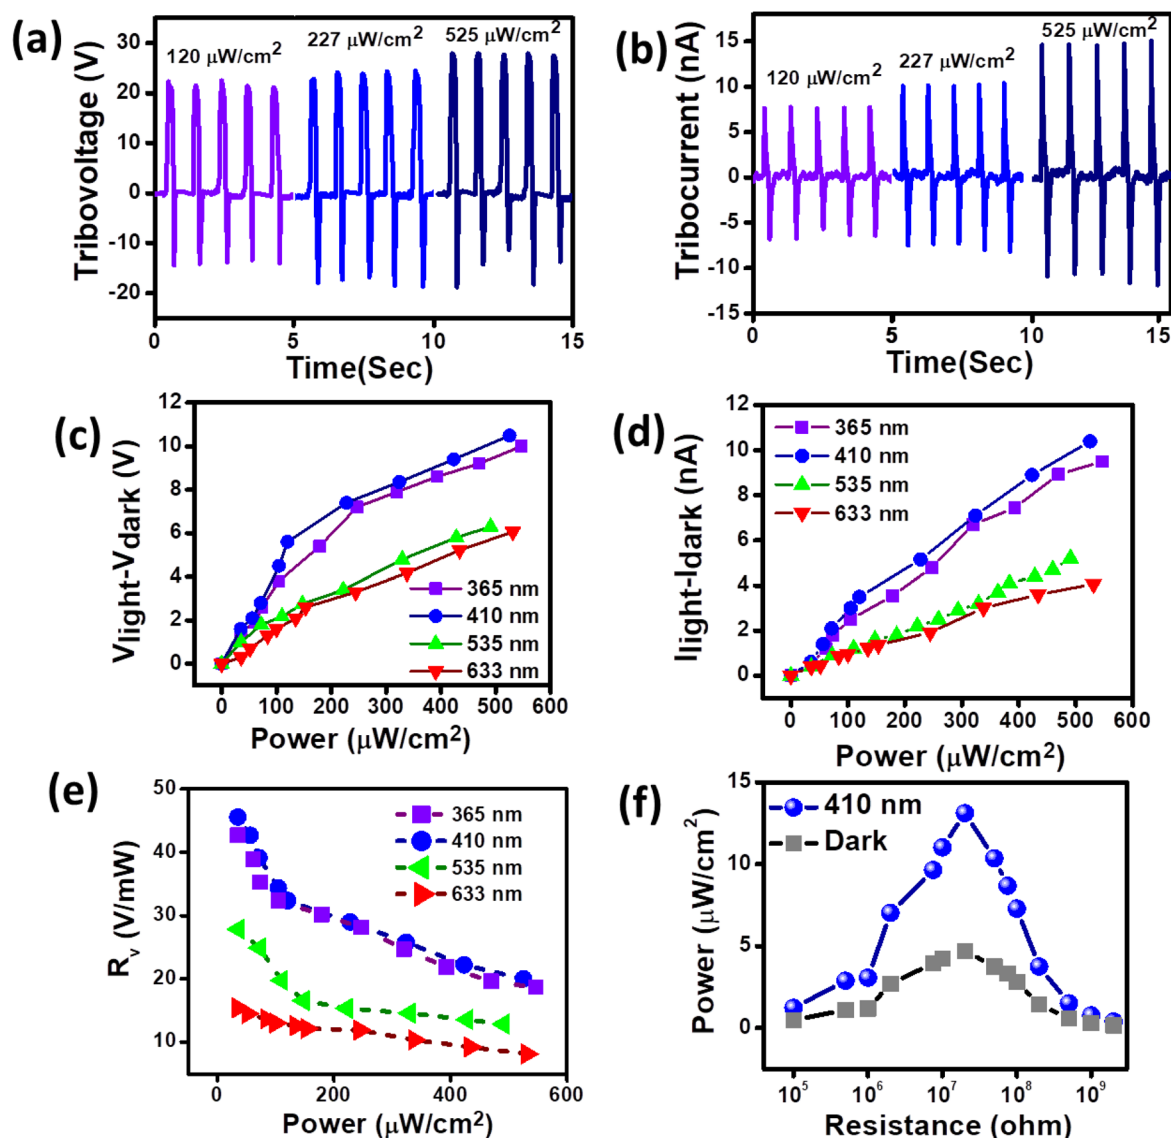 (a)
Tribovoltage (V)
30
20
10
0
-10
-20
120 μW/cm²
227 μW/cm²
525 μW/cm²
0
5
10
15
Time(Sec)
(b)
Tribocurrent (nA)
15
10
5
0
-5
-10
-15
120 μW/cm²
227 μW/cm²
525 μW/cm²
0
5
10
15
Time(Sec)
(c)
Vlight-Vdark (V)
12
10
8
6
4
2
0
365 nm
410 nm
535 nm
633 nm
0
100
200
300
400
500
600
Power (μW/cm²)
(d)
Ilight-Idark (nA)
12
10
8
6
4
2
0
365 nm
410 nm
535 nm
633 nm
0
100
200
300
400
500
600
Power (μW/cm²)
(e)
Rv (V/mW)
50
40
30
20
10
365 nm
410 nm
535 nm
633 nm
0
200
400
600
Power (μW/cm²)
(f)
Power (μW/cm²)
15
10
5
0
410 nm
Dark
10⁵
10⁶
10⁷
10⁸
10⁹
Resistance (ohm)